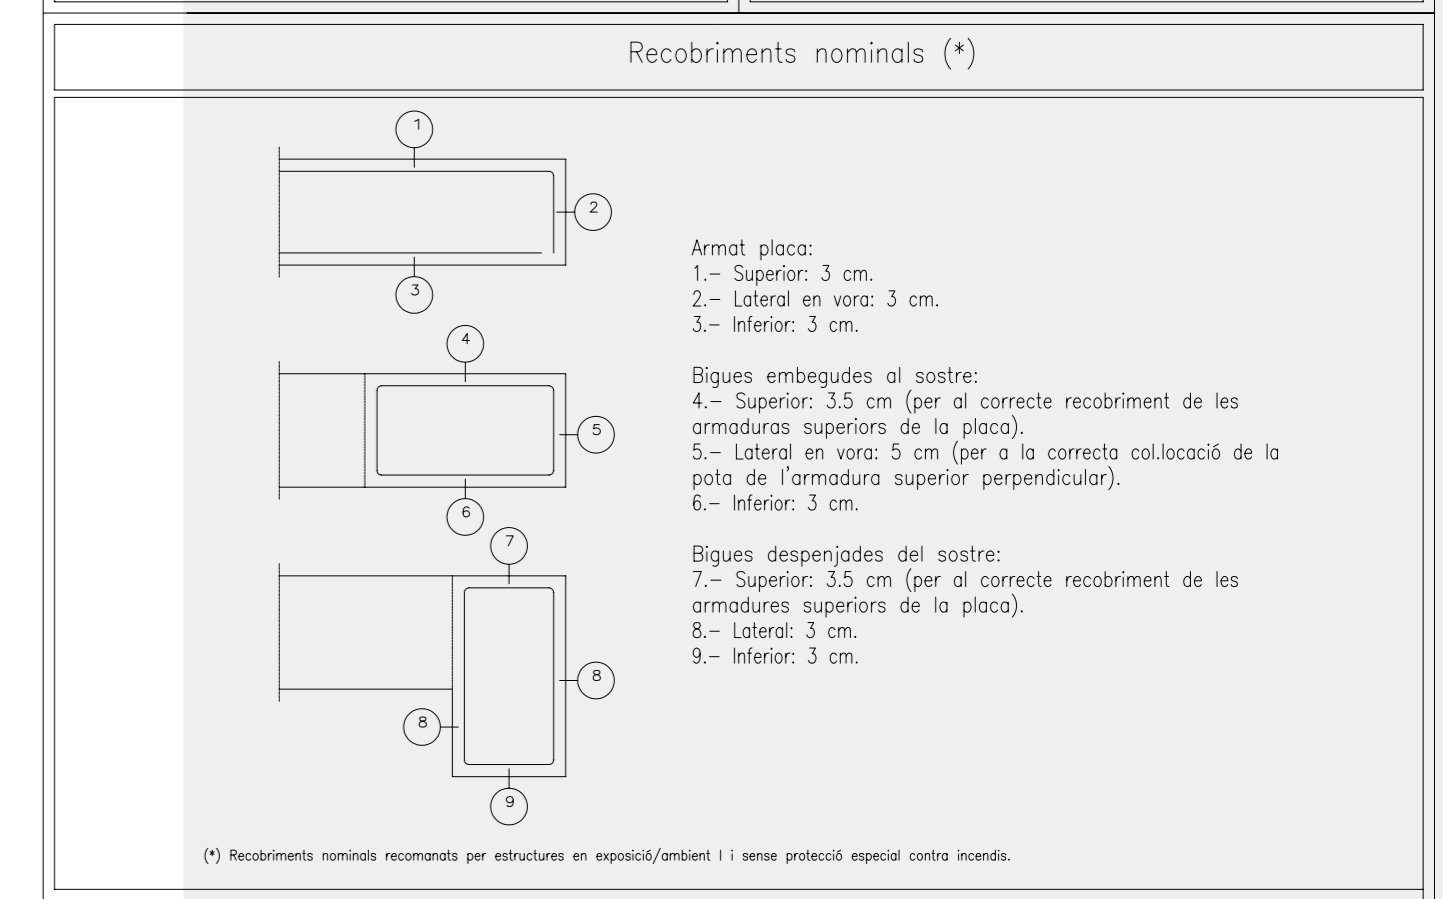 Recobriments nominals (*)
1
2
3
Armat placa:
1.- Superior: 3 cm.
2.- Lateral en vora: 3 cm.
3.- Inferior: 3 cm.
4
5
6
Bigues embegudes al sostre:
4.- Superior: 3.5 cm (per al correcte recobriment de les
armaduras superiors de la placa).
5.- Lateral en vora: 5 cm (per a la correcta col.locació de la
pota de l'armadura superior perpendicular).
6.- Inferior: 3 cm.
7
8
8
9
Bigues despenjades del sostre:
7.- Superior: 3.5 cm (per al correcte recobriment de les
armadures superiors de la placa).
8.- Lateral: 3 cm.
9.- Inferior: 3 cm.
(*) Recobriments nominals recomanats per estructures en exposició/ambient I i sense protecció especial contra incendis.